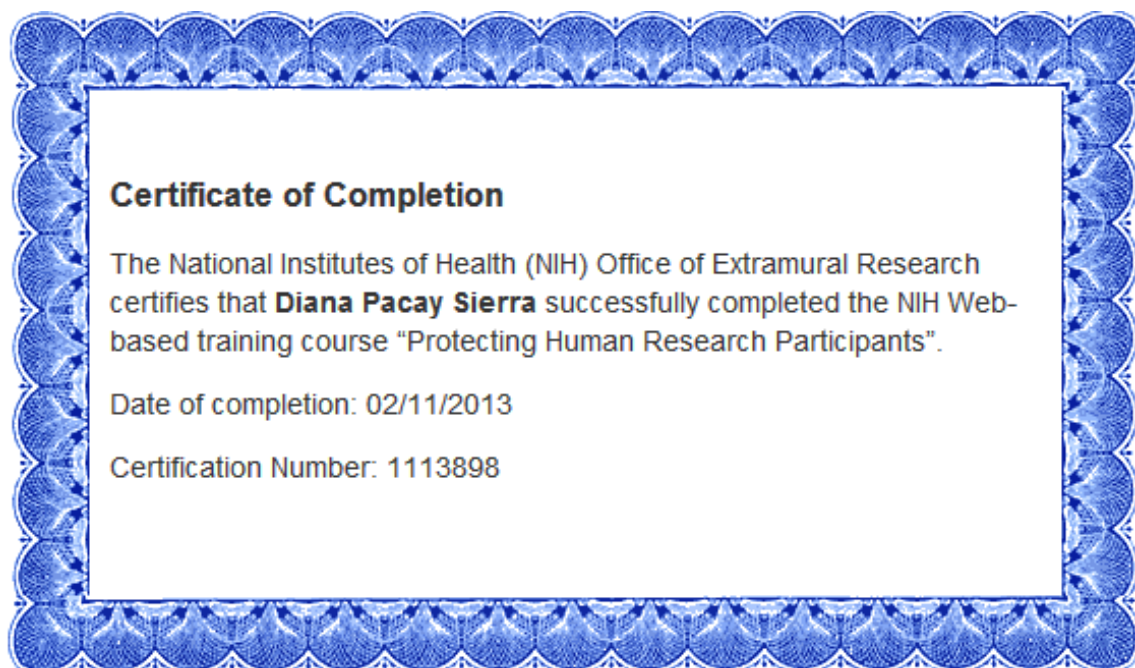 Certificate of Completion
The National Institutes of Health (NIH) Office of Extramural Research
certifies that Diana Pacay Sierra successfully completed the NIH Web-
based training course “Protecting Human Research Participants”.
Date of completion: 02/11/2013
Certification Number: 1113898